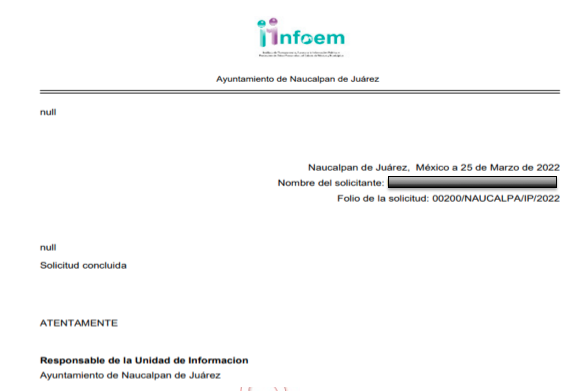 infoem
Ayuntamiento de Naucalpan de Juárez
null
Naucalpan de Juárez, México a 25 de Marzo de 2022
Nombre del solicitante:
Folio de la solicitud: 00200/NAUCALPA/IP/2022
null
Solicitud concluida
ATENTAMENTE
Responsable de la Unidad de Informacion
Ayuntamiento de Naucalpan de Juárez